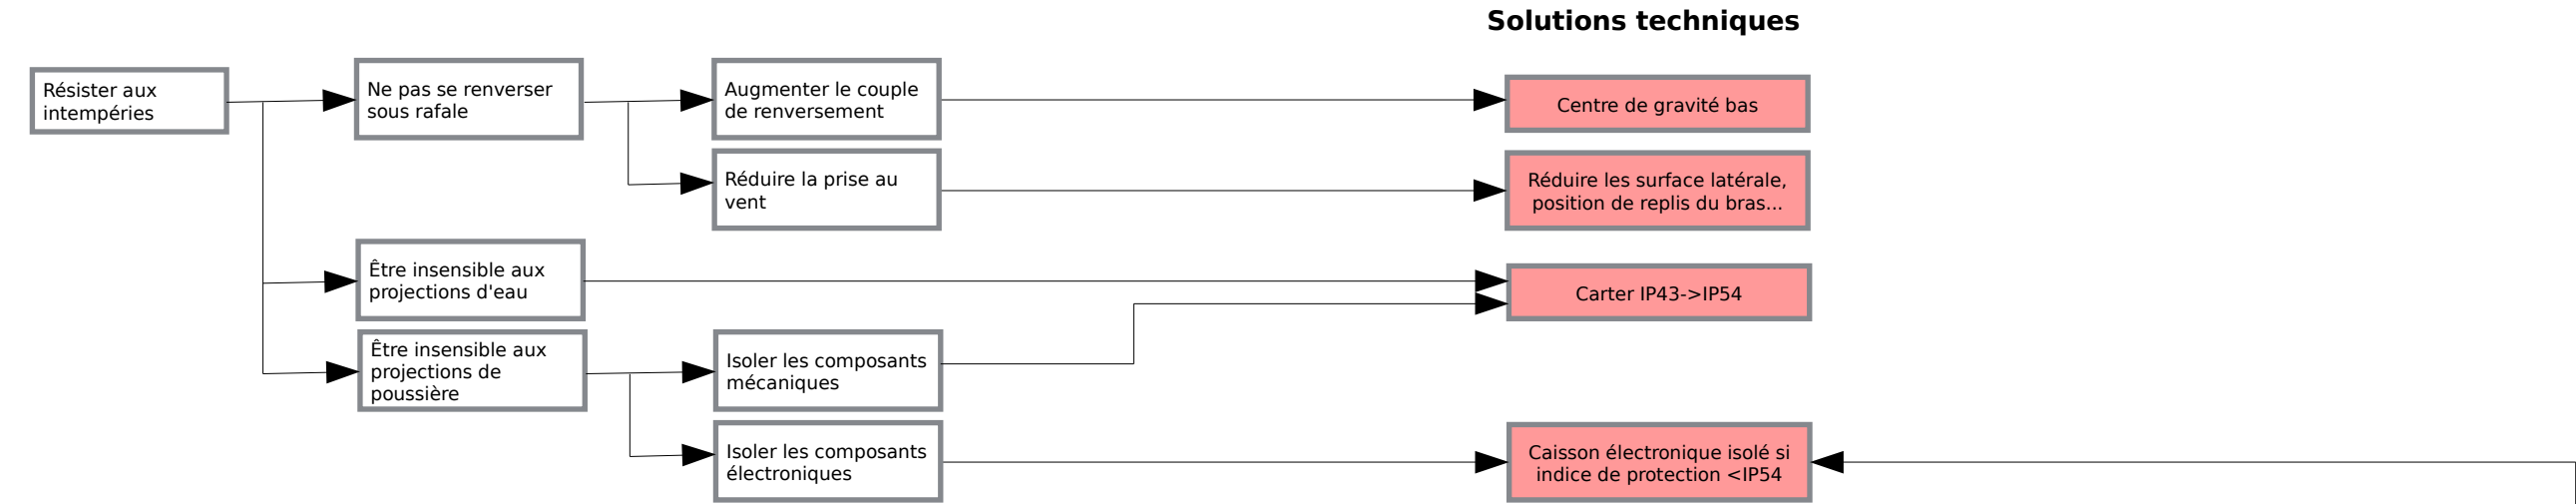 Solutions techniques
Résister aux
intempéries
Ne pas se renverser
sous rafale
Augmenter le couple
de renversement
Centre de gravité bas
Réduire la prise au
vent
Réduire les surface latérale,
position de replis du bras...
Être insensible aux
projections d'eau
Carter IP43->IP54
Être insensible aux
projections de
poussière
Isoler les composants
mécaniques
Isoler les composants
électroniques
Caisson électronique isolé si
indice de protection <IP54